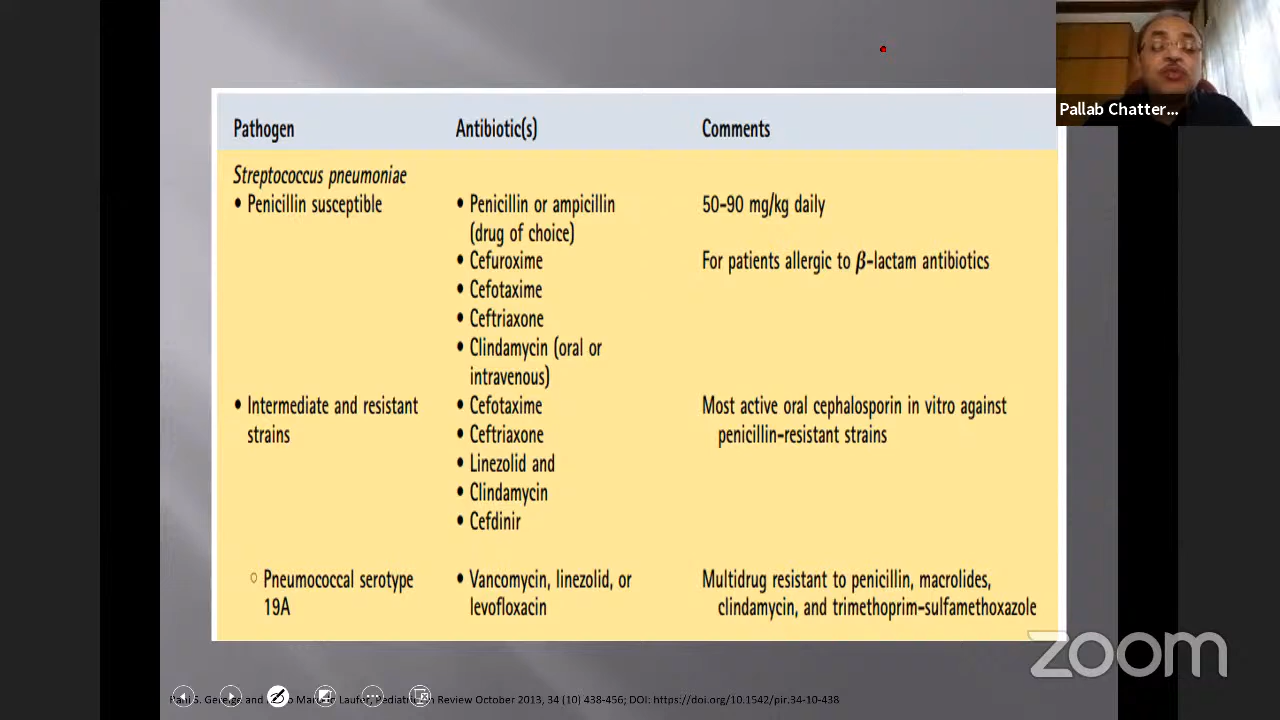 Pallab Chatter...
Pathogen Antibiotic(s) Comments
Streptococcus pneumoniae
• Penicillin susceptible • Penicillin or ampicillin 50-90 mg/kg daily
(drug of choice)
• Cefuroxime For patients allergic to β-lactam antibiotics
• Cefotaxime
• Ceftriaxone
• Clindamycin (oral or
intravenous)
• Intermediate and resistant • Cefotaxime Most active oral cephalosporin in vitro against
strains • Ceftriaxone penicillin-resistant strains
• Linezolid and
• Clindamycin
• Cefdinir
○ Pneumococcal serotype • Vancomycin, linezolid, or Multidrug resistant to penicillin, macrolides,
19A levofloxacin clindamycin, and trimethoprim-sulfamethoxazole
zoom
S. and Laufer, Review October 2013, 34 (10) 438-456; DOI: https://doi.org/10.1542/pir.34-10-438